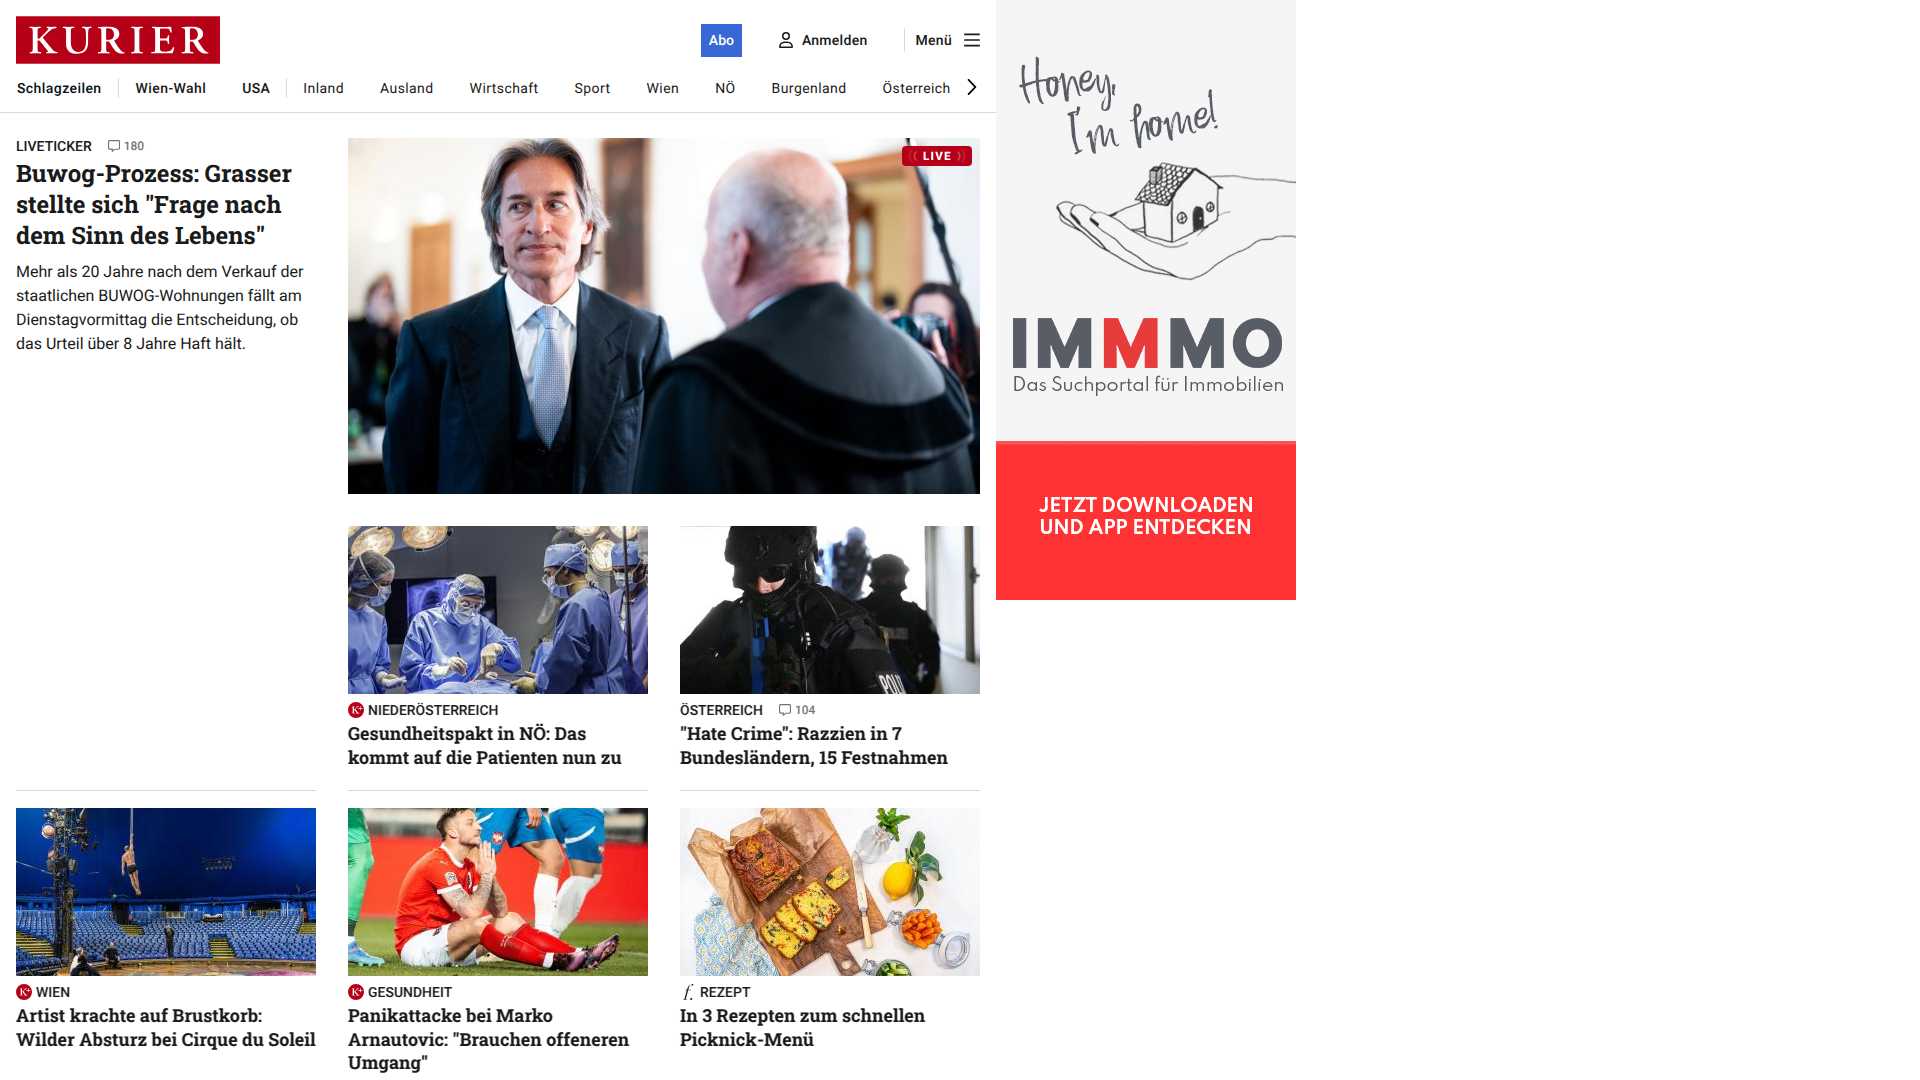 KURIER
Abo
Anmelden
Menü
Schlagzeilen
Wien-Wahl
USA
Inland
Ausland
Wirtschaft
Sport
Wien
NÖ
Burgenland
Österreich
LIVETICKER 180
Buwog-Prozess: Grasser
stellte sich "Frage nach
dem Sinn des Lebens"
Mehr als 20 Jahre nach dem Verkauf der
staatlichen BUWOG-Wohnungen fällt am
Dienstagvormittag die Entscheidung, ob
das Urteil über 8 Jahre Haft hält.
LIVE
K+ NIEDERÖSTERREICH
Gesundheitspakt in NÖ: Das
kommt auf die Patienten nun zu
POLI
ÖSTERREICH 104
"Hate Crime": Razzien in 7
Bundesländern, 15 Festnahmen
K+ WIEN
Artist krachte auf Brustkorb:
Wilder Absturz bei Cirque du Soleil
K+ GESUNDHEIT
Panikattacke bei Marko
Arnautovic: "Brauchen offeneren
Umgang"
f. REZEPT
In 3 Rezepten zum schnellen
Picknick-Menü
Honey,
I'm home!
IMMMO
Das Suchportal für Immobilien
JETZT DOWNLOADEN
UND APP ENTDECKEN